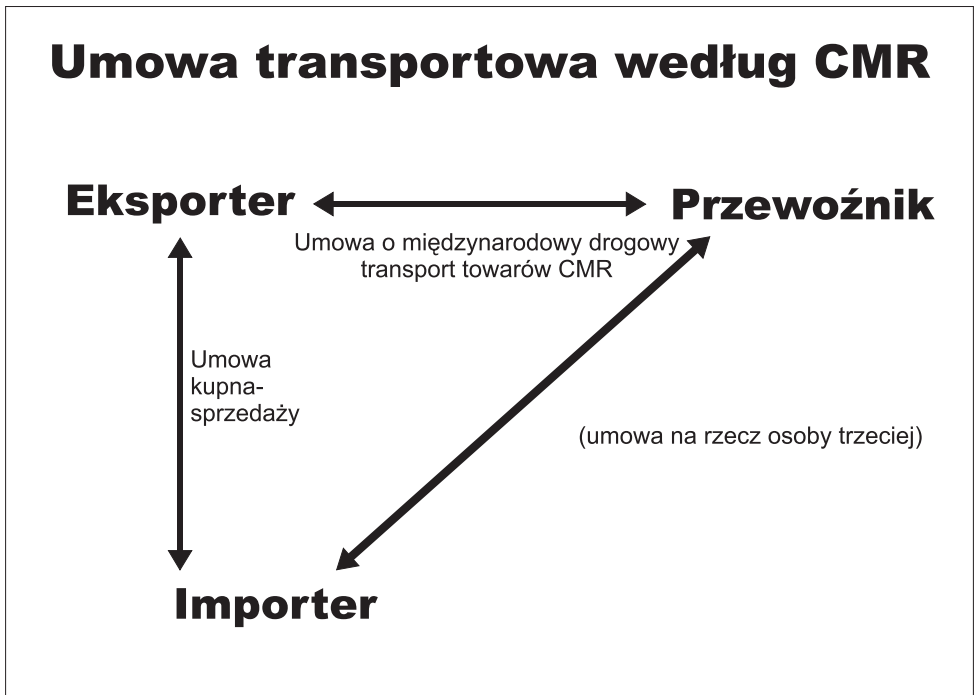 Umowa transportowa według CMR
Eksporter
Przewoźnik
Umowa o międzynarodowy drogowy
transport towarów CMR
Umowa
kupna-
sprzedaży
(umowa na rzecz osoby trzeciej)
Importer